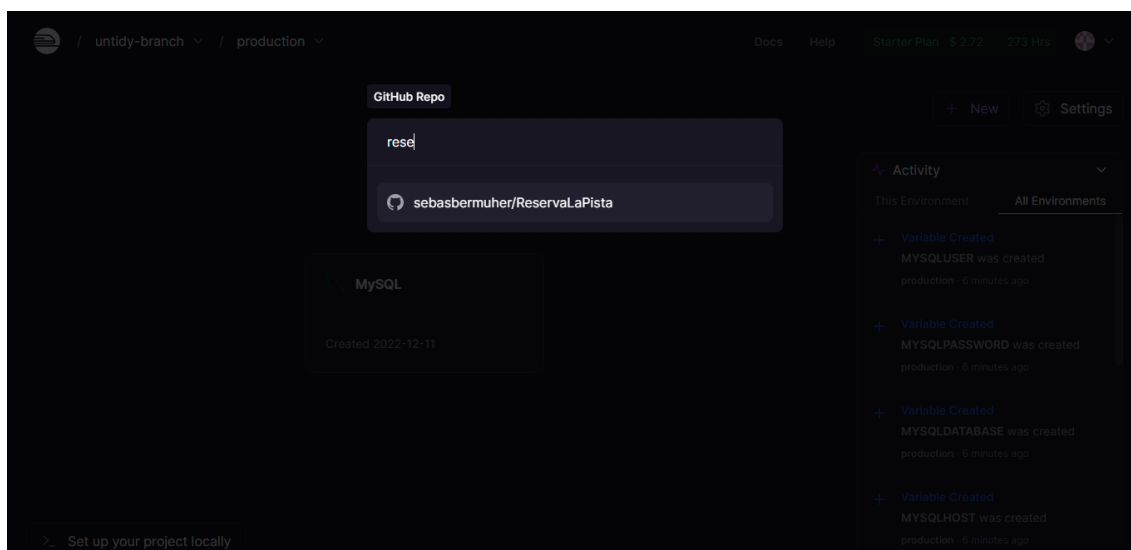 / untidy-branch / production
Docs Help Starter Plan $ 2.72 273 Hrs
GitHub Repo
+ New Settings
rese
sebasbermuher/ReservaLaPista
Activity
This Environment All Environments
Variable Created
MYSQLUSER was created
production · 6 minutes ago
MySQL
Created 2022-12-11
Variable Created
MYSQLPASSWORD was created
production · 6 minutes ago
Variable Created
MYSQLDATABASE was created
production · 6 minutes ago
Variable Created
MYSQLHOST was created
production · 6 minutes ago
>_ Set up your project locally